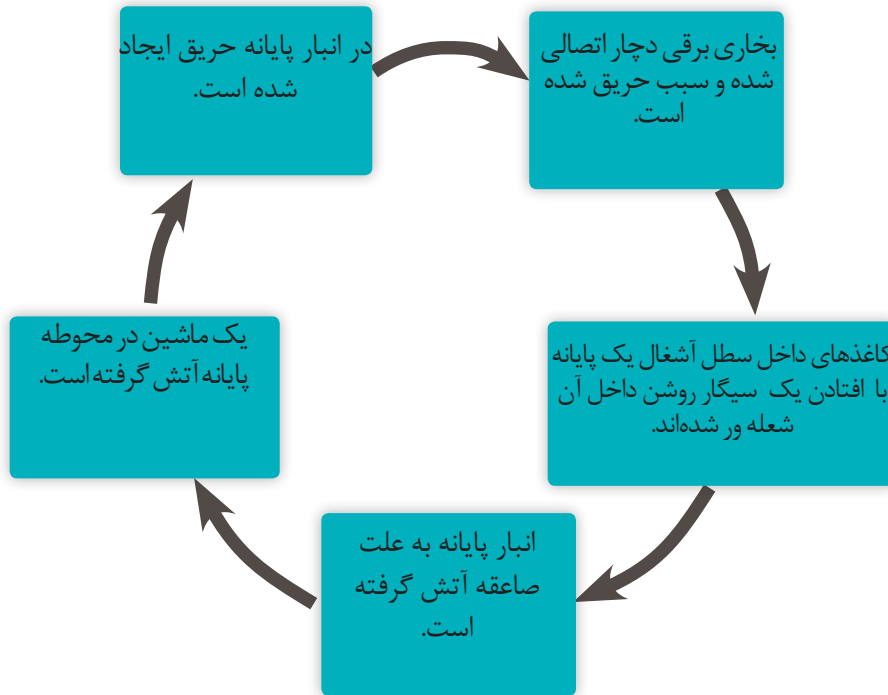 در انبار پایانه حریق ایجاد
شده است.
بخاری برقی دچار اتصالی
شده و سبب حریق شده
است.
کاغذهای داخل سطل آشغال یک پایانه
با افتادن یک سیگار روشن داخل آن
شعله ور شده‌اند.
انبار پایانه به علت
صاعقه آتش گرفته
است.
یک ماشین در محوطه
پایانه آتش گرفته است.